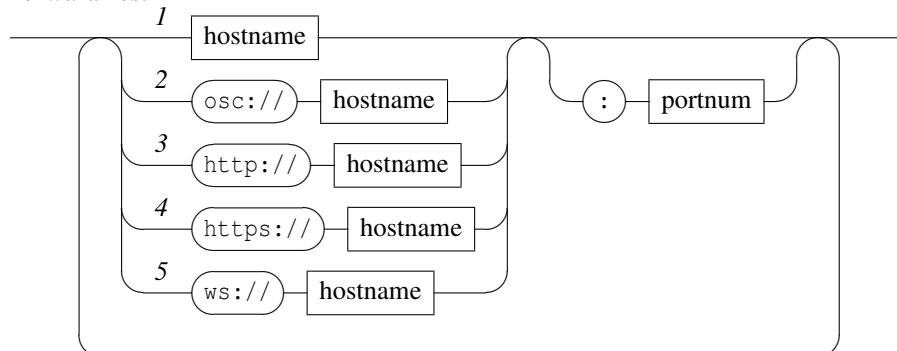 1 hostname
2 osc:// hostname : portnum
3 http:// hostname
4 https:// hostname
5 ws:// hostname